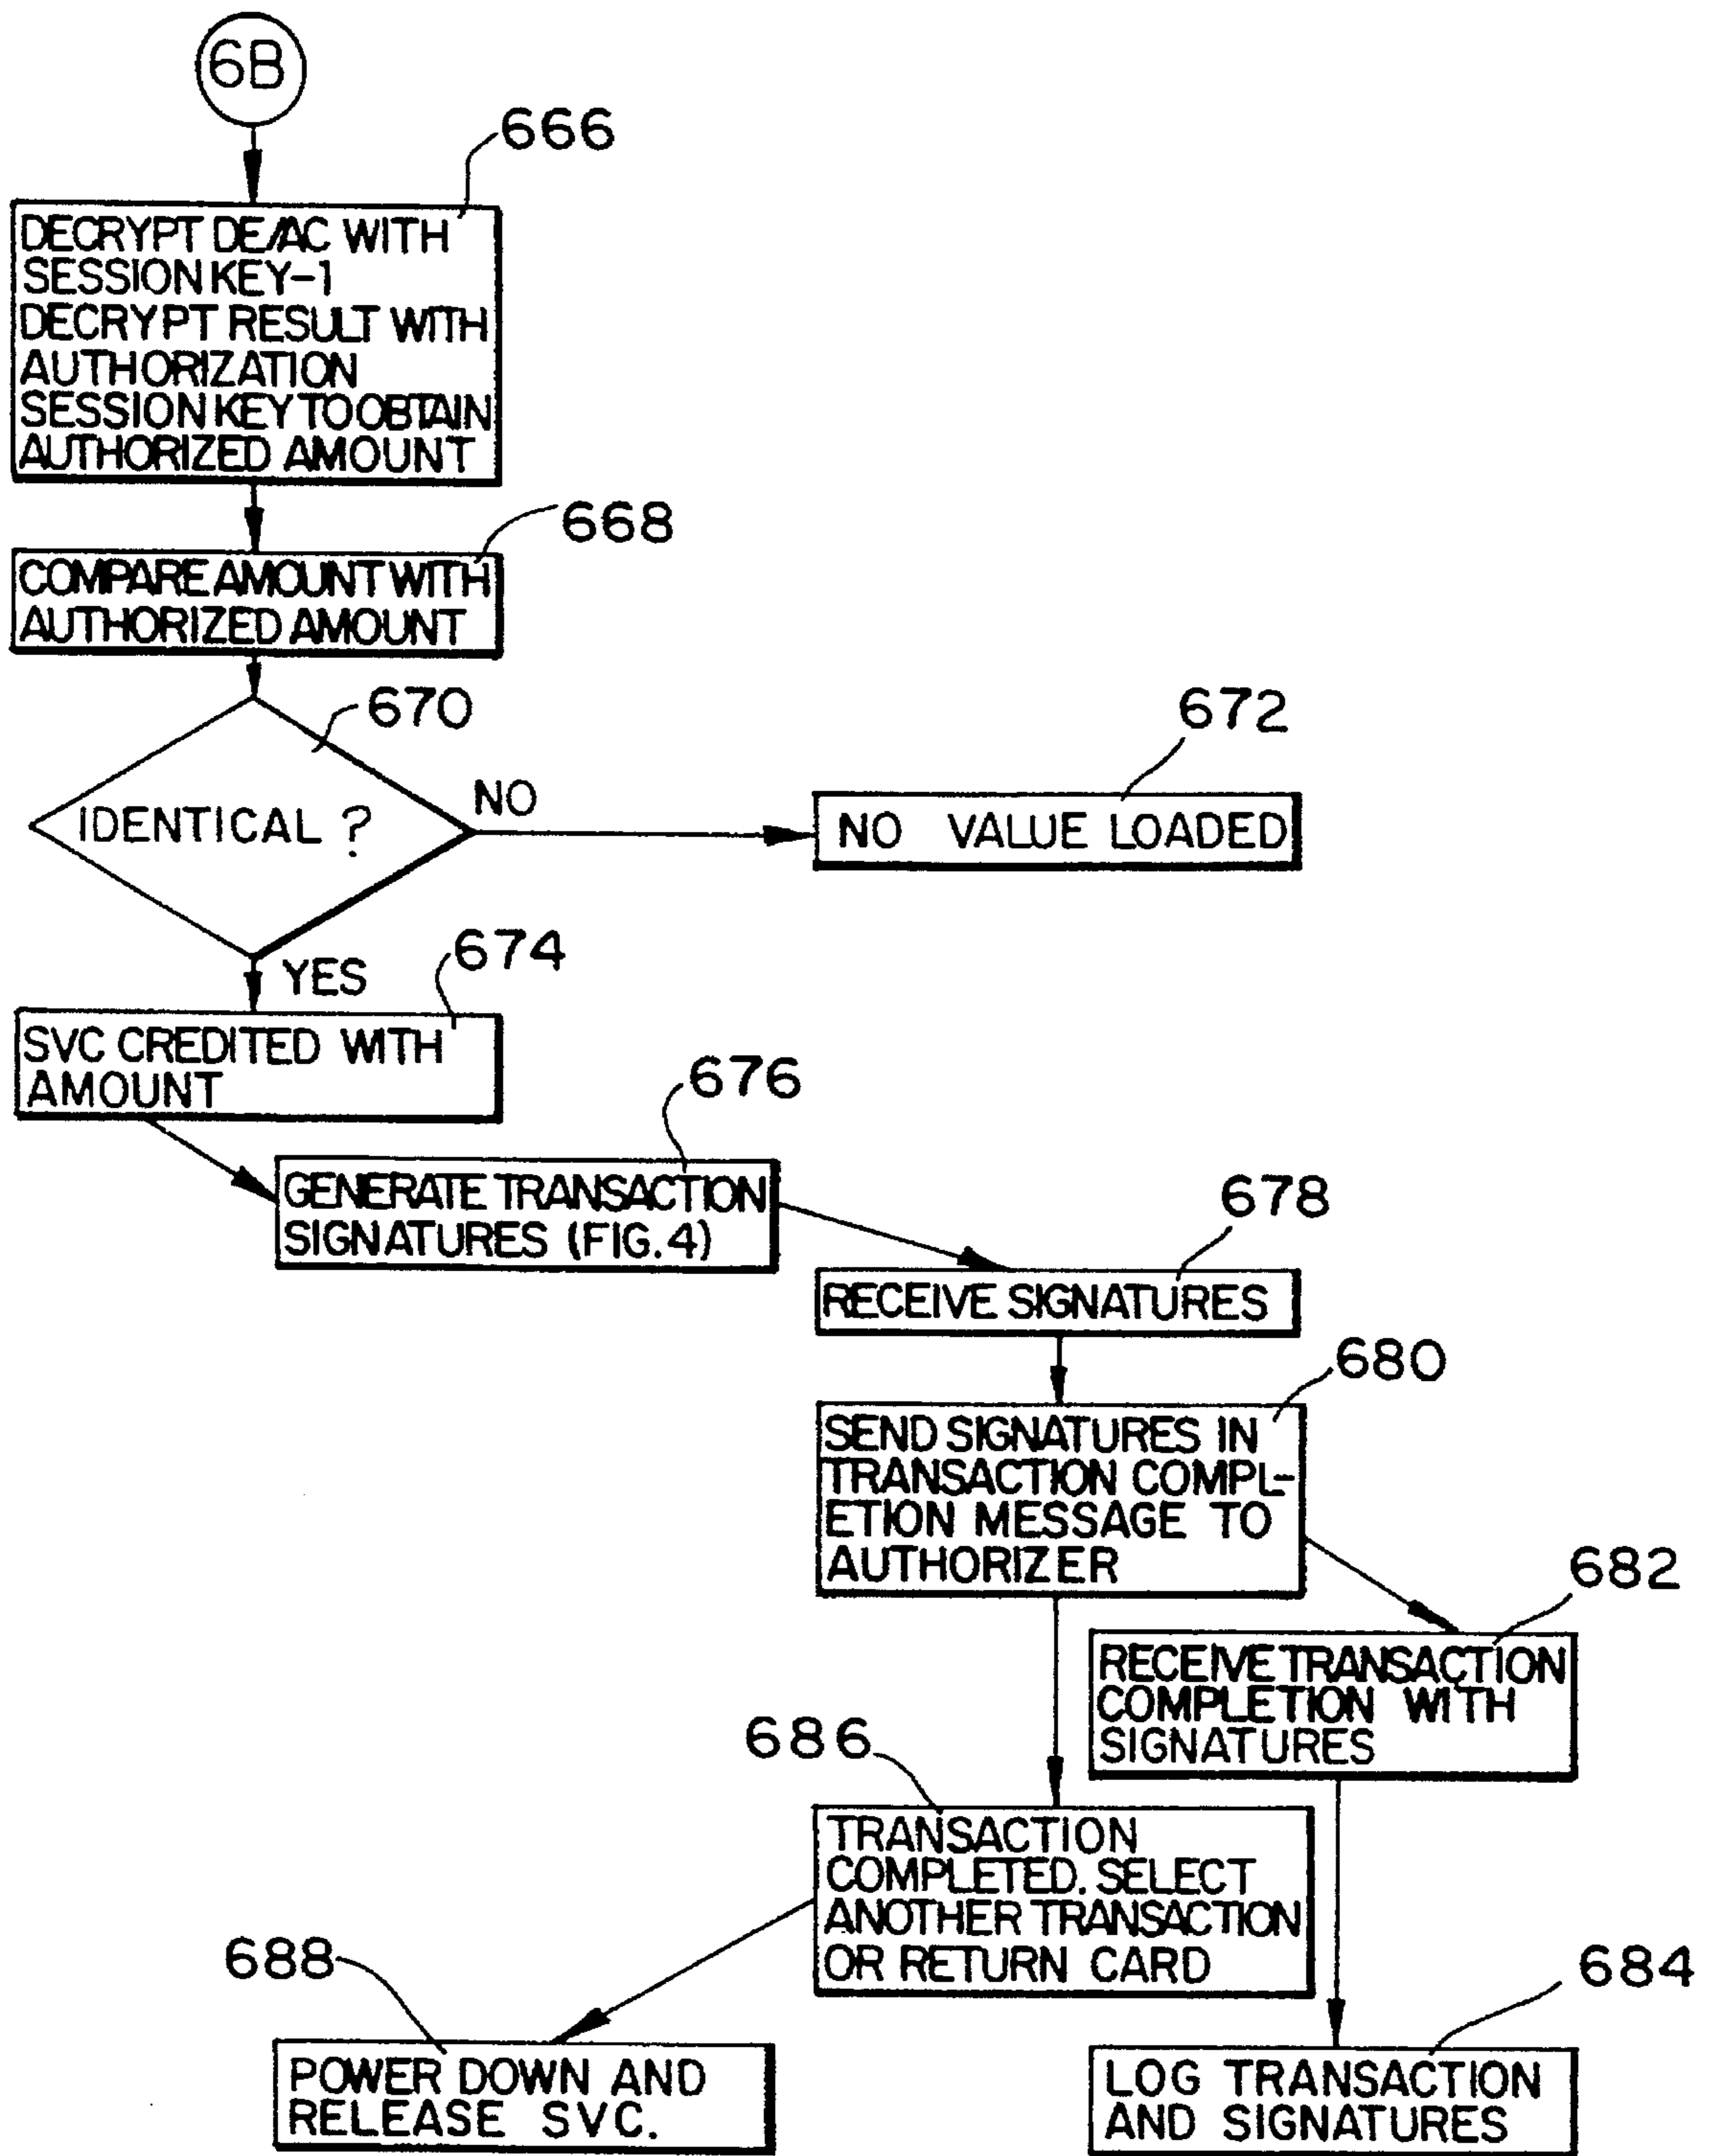 6B
666
DECRYPT DE/AC WITH
SESSION KEY-1
DECRYPT RESULT WITH
AUTHORIZATION
SESSION KEY TO OBTAIN
AUTHORIZED AMOUNT
668
COMPARE AMOUNT WITH
AUTHORIZED AMOUNT
670
IDENTICAL ?
NO
672
NO VALUE LOADED
YES
674
SVC CREDITED WITH
AMOUNT
676
GENERATE TRANSACTION
SIGNATURES (FIG. 4)
678
RECEIVE SIGNATURES
680
SEND SIGNATURES IN
TRANSACTION COMPL-
ETION MESSAGE TO
AUTHORIZER
682
RECEIVE TRANSACTION
COMPLETION WITH
SIGNATURES
686
TRANSACTION
COMPLETED. SELECT
ANOTHER TRANSACTION
OR RETURN CARD
688
POWER DOWN AND
RELEASE SVC.
684
LOG TRANSACTION
AND SIGNATURES